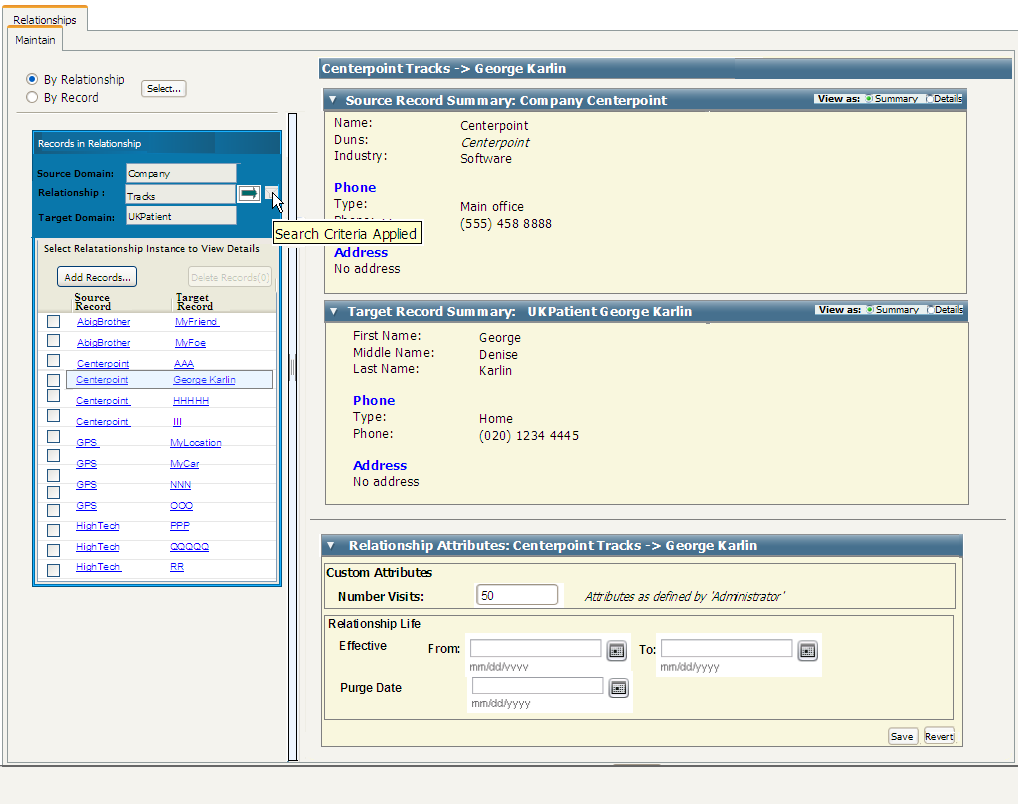 Relationships
Maintain
By Relationship
By Record
Select...
Records in Relationship
Source Domain: Company
Relationship : Tracks
Target Domain: UKPatient
Search Criteria Applied
Select Relatationship Instance to View Details
Add Records... Delete Records(0)
Source Record Target Record
AbigBrother MyFriend
AbigBrother MyFoe
Centerpoint AAA
Centerpoint George Karlin
Centerpoint HHHHH
Centerpoint III
GPS MyLocation
GPS MyCar
GPS NNN
GPS OOO
HighTech PPP
HighTech QQQQQ
HighTech RR
Centerpoint Tracks -> George Karlin
Source Record Summary: Company Centerpoint View as: Summary Details
Name: Centerpoint
Duns: Centerpoint
Industry: Software
Phone
Type: Main office
(555) 458 8888
Address
No address
Target Record Summary: UKPatient George Karlin View as: Summary Details
First Name: George
Middle Name: Denise
Last Name: Karlin
Phone
Type: Home
Phone: (020) 1234 4445
Address
No address
Relationship Attributes: Centerpoint Tracks -> George Karlin
Custom Attributes
Number Visits: 50 Attributes as defined by 'Administrator'
Relationship Life
Effective From: To:
mm/dd/yyyy mm/dd/yyyy
Purge Date
mm/dd/yyyy
Save Revert